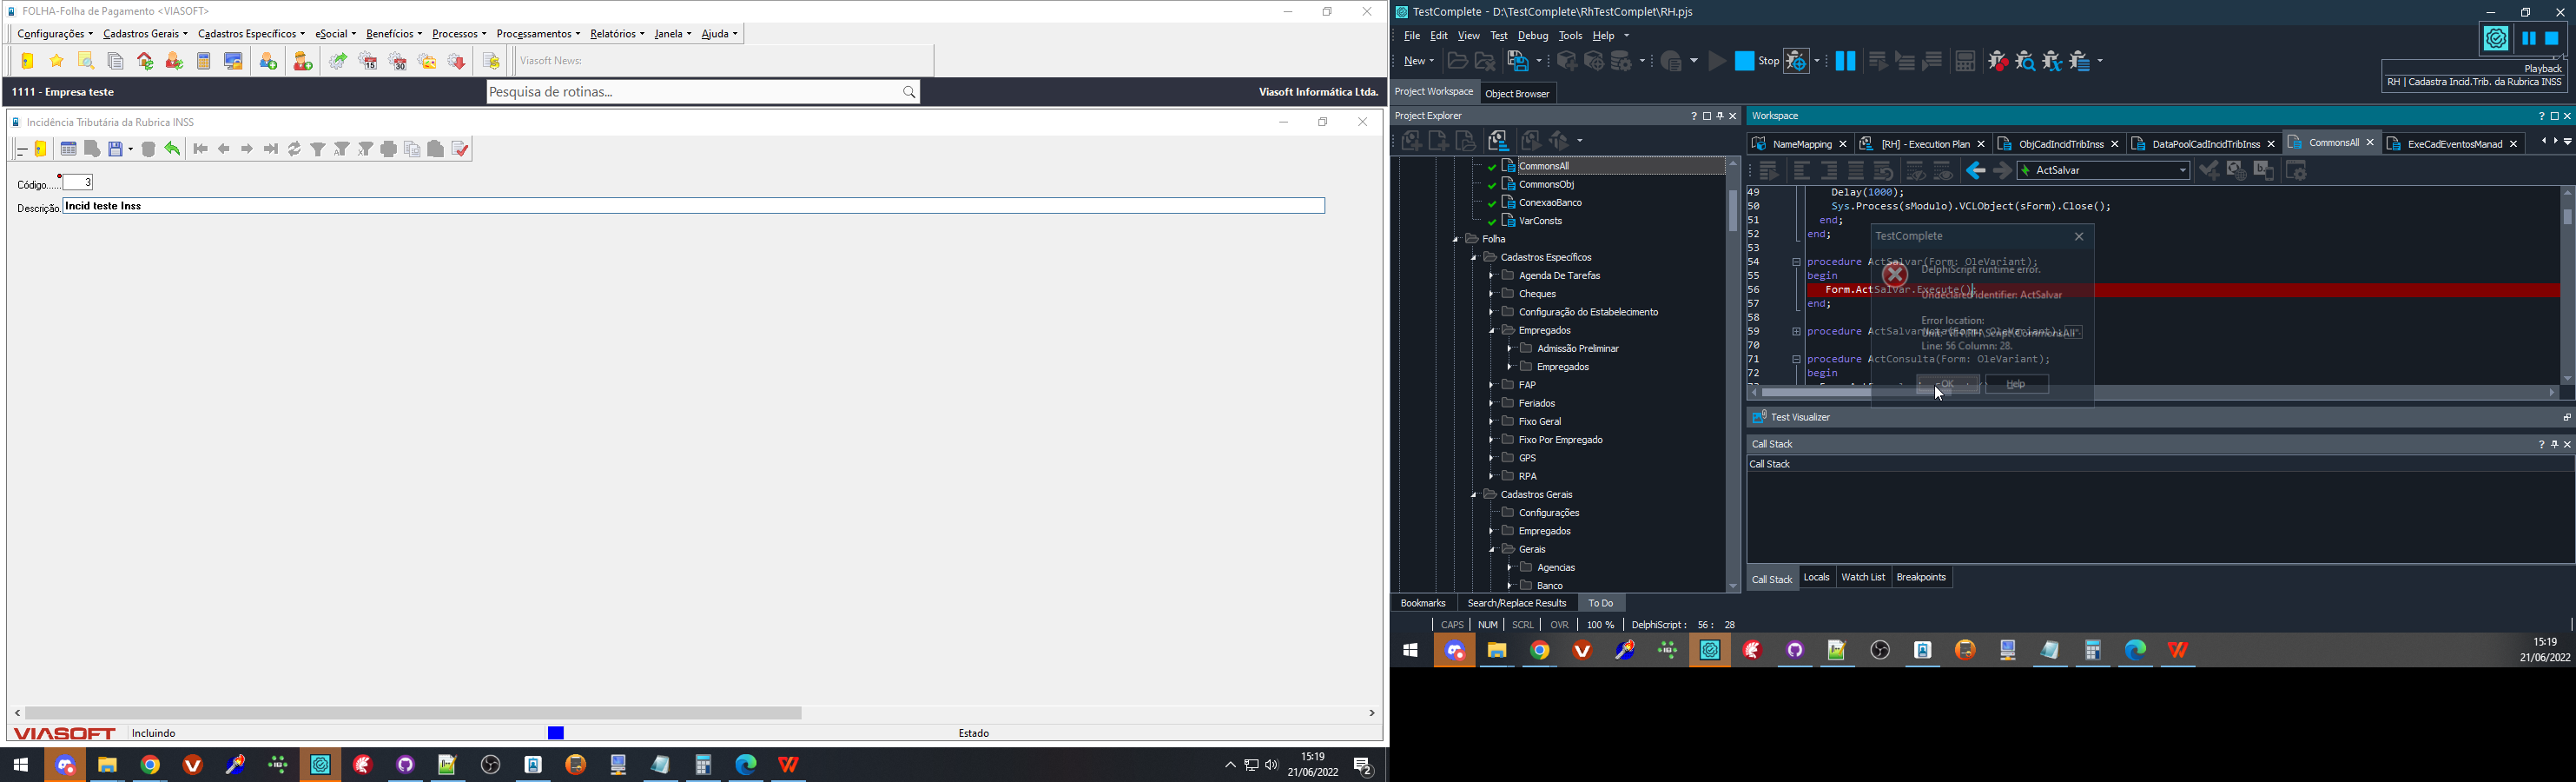 FOLHA-Folha de Pagamento <VIASOFT>
Configurações Cadastros Gerais Cadastros Específicos eSocial Benefícios Processos Processamentos Relatórios Janela Ajuda
Viasoft News:
1111 - Empresa teste
Pesquisa de rotinas...
Viasoft Informática Ltda.
Incidência Tributária da Rubrica INSS
Código...... 3
Descrição. Incid teste Inss
VIASOFT Incluindo Estado
15:19
21/06/2022
2
TestComplete - D:\TestComplete\RhTestComplet\RH.pjs
File Edit View Test Debug Tools Help
New Stop
Playback
RH | Cadastra Incid.Trib. da Rubrica INSS
Project Workspace Object Browser
Project Explorer
CommonsAll
CommonsObj
ConexaoBanco
VarConsts
Folha
Cadastros Específicos
Agenda De Tarefas
Cheques
Configuração do Estabelecimento
Empregados
Admissão Preliminar
Empregados
FAP
Feriados
Fixo Geral
Fixo Por Empregado
GPS
RPA
Cadastros Gerais
Configurações
Empregados
Gerais
Agencias
Banco
Bookmarks Search/Replace Results To Do
Workspace
NameMapping [RH] - Execution Plan ObjCadIncidTribInss DataPoolCadIncidTribInss CommonsAll ExeCadEventosManad
ActSalvar
49 Delay(1000);
50 Sys.Process(sModulo).VCLObject(sForm).Close();
51 end;
52 end;
53
54 procedure ActSalvar(Form: OleVariant);
55 begin
56 Form.ActSalvar.Execute();
57 end;
58
59 procedure
70
71 procedure ActConsulta(Form: OleVariant);
72 begin
TestComplete
DelphiScript runtime error.
Undeclared identifier: ActSalvar
Error location:
Line: 56 Column: 28.
OK Help
Test Visualizer
Call Stack
Call Stack
Call Stack Locals Watch List Breakpoints
CAPS NUM SCRL OVR 100 % DelphiScript: 56: 28
15:19
21/06/2022